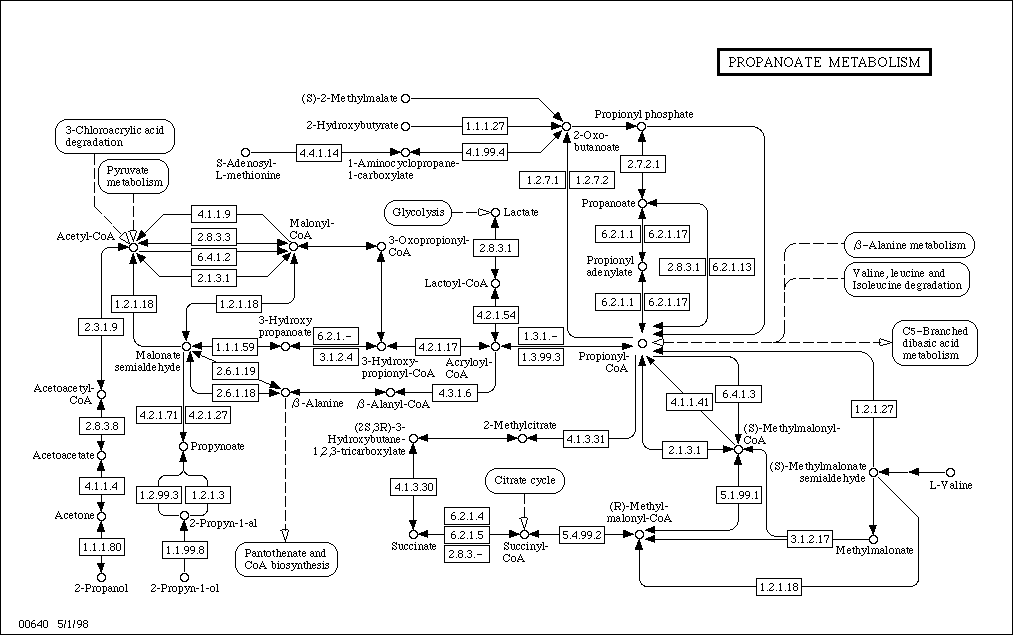 PROPANOATE METABOLISM
(S)-2-Methylmalate
Propionyl phosphate
2-Hydroxybutyrate
1.1.1.27
2-Oxo-
butanoate
3-Chloroacrylic acid
degradation
S-Adenosyl-
L-methionine
4.4.1.14
1-Aminocyclopropane-
1-carboxylate
4.1.99.4
2.7.2.1
Pyruvate
metabolism
1.2.7.1
1.2.7.2
Propanoate
4.1.1.9
Glycolysis
Lactate
Acetyl-CoA
Malonyl-
CoA
2.8.3.3
6.4.1.2
2.1.3.1
3-Oxopropionyl-
CoA
2.8.3.1
6.2.1.1
6.2.1.17
β-Alanine metabolism
Propionyl
adenylate
2.8.3.1
6.2.1.13
Valine, leucine and
Isoleucine degradation
Lactoyl-CoA
1.2.1.18
1.2.1.18
6.2.1.1
6.2.1.17
2.3.1.9
4.2.1.54
3-Hydroxy
propanoate
6.2.1.-
1.3.1.-
C5-Branched
dibasic acid
metabolism
1.1.1.59
3.1.2.4
4.2.1.17
1.3.99.3
Malonate
semialdehyde
3-Hydroxy-
propionyl-CoA
Acryloyl-
CoA
Propionyl-
CoA
2.6.1.19
2.6.1.18
Acetoacetyl-
CoA
β-Alanine
β-Alanyl-CoA
4.3.1.6
4.1.1.41
6.4.1.3
1.2.1.27
4.2.1.71
4.2.1.27
2.8.3.8
(2S,3R)-3-
Hydroxybutane-
1,2,3-tricarboxylate
2-Methylcitrate
4.1.3.31
(S)-Methylmalonyl-
CoA
2.1.3.1
Propynoate
Acetoacetate
(S)-Methylmalonate
semialdehyde
L-Valine
4.1.1.4
1.2.99.3
1.2.1.3
4.1.3.30
Citrate cycle
5.1.99.1
Acetone
2-Propyn-1-al
6.2.1.4
6.2.1.5
2.8.3.-
(R)-Methyl-
malonyl-CoA
5.4.99.2
3.1.2.17
Succinate
Succinyl-
CoA
Methylmalonate
1.1.1.80
1.1.99.8
Pantothenate and
CoA biosynthesis
1.2.1.18
2-Propanol
2-Propyn-1-ol
00640 5/1/98